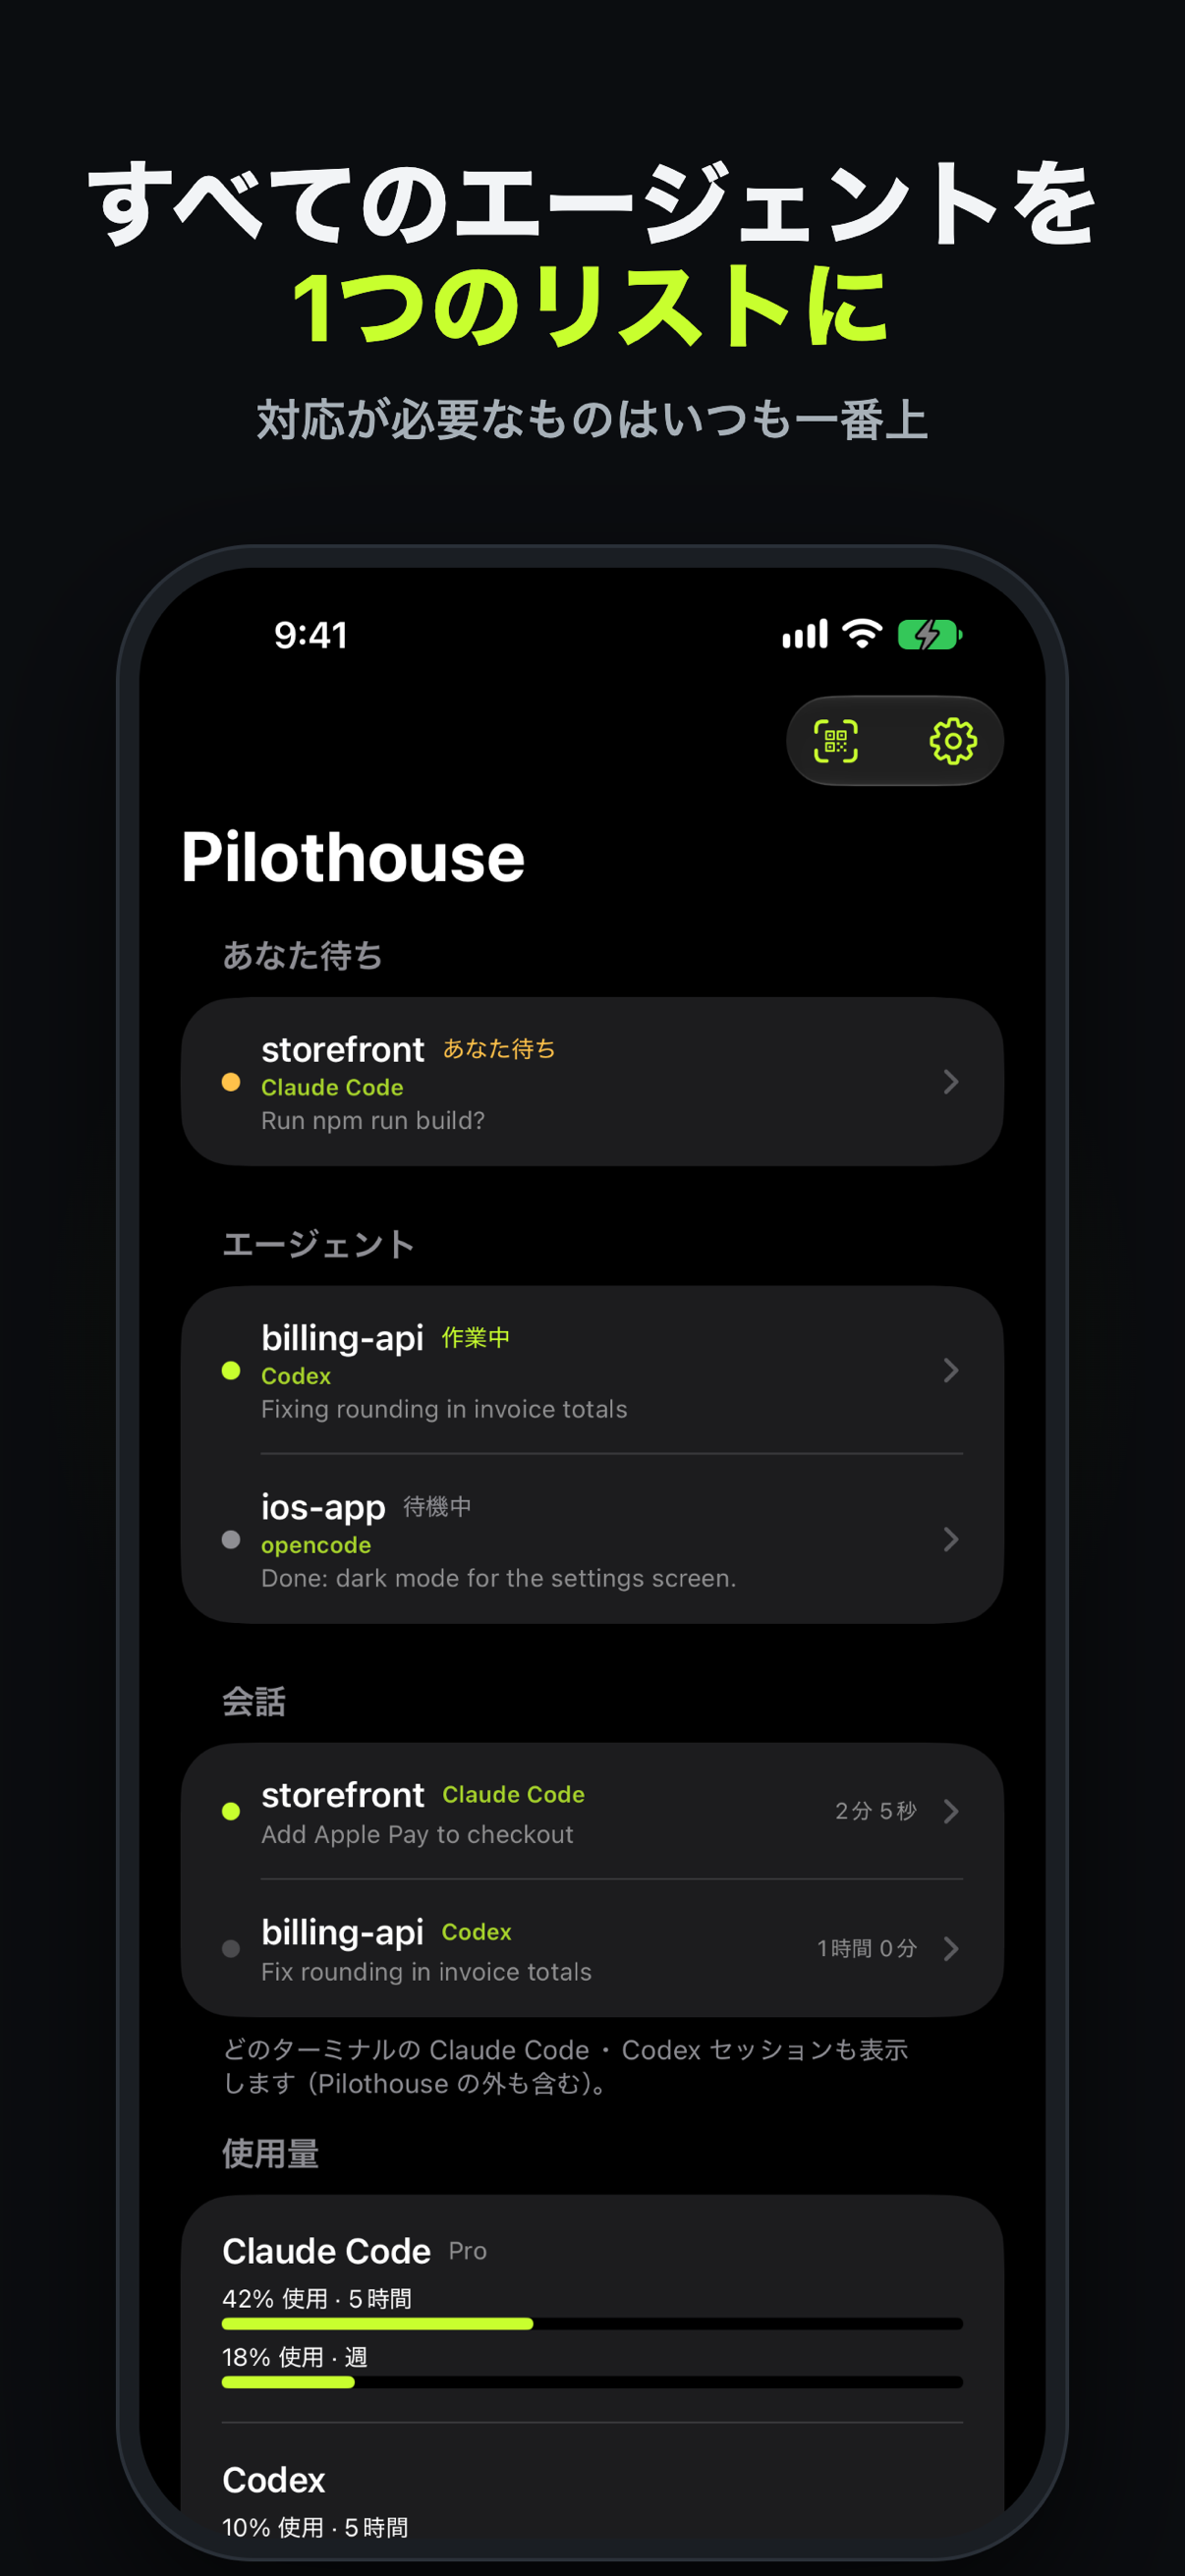 すべてのエージェントを
1つのリストに
対応が必要なものはいつも一番上
9:41
Pilothouse
あなた待ち
storefront あなた待ち
Claude Code
Run npm run build?
エージェント
billing-api 作業中
Codex
Fixing rounding in invoice totals
ios-app 待機中
opencode
Done: dark mode for the settings screen.
会話
storefront Claude Code 2分 5秒
Add Apple Pay to checkout
billing-api Codex 1時間 0分
Fix rounding in invoice totals
どのターミナルの Claude Code・Codex セッションも表示
します (Pilothouse の外も含む)。
使用量
Claude Code Pro
42% 使用 · 5時間
18% 使用 · 週
Codex
10% 使用 · 5時間